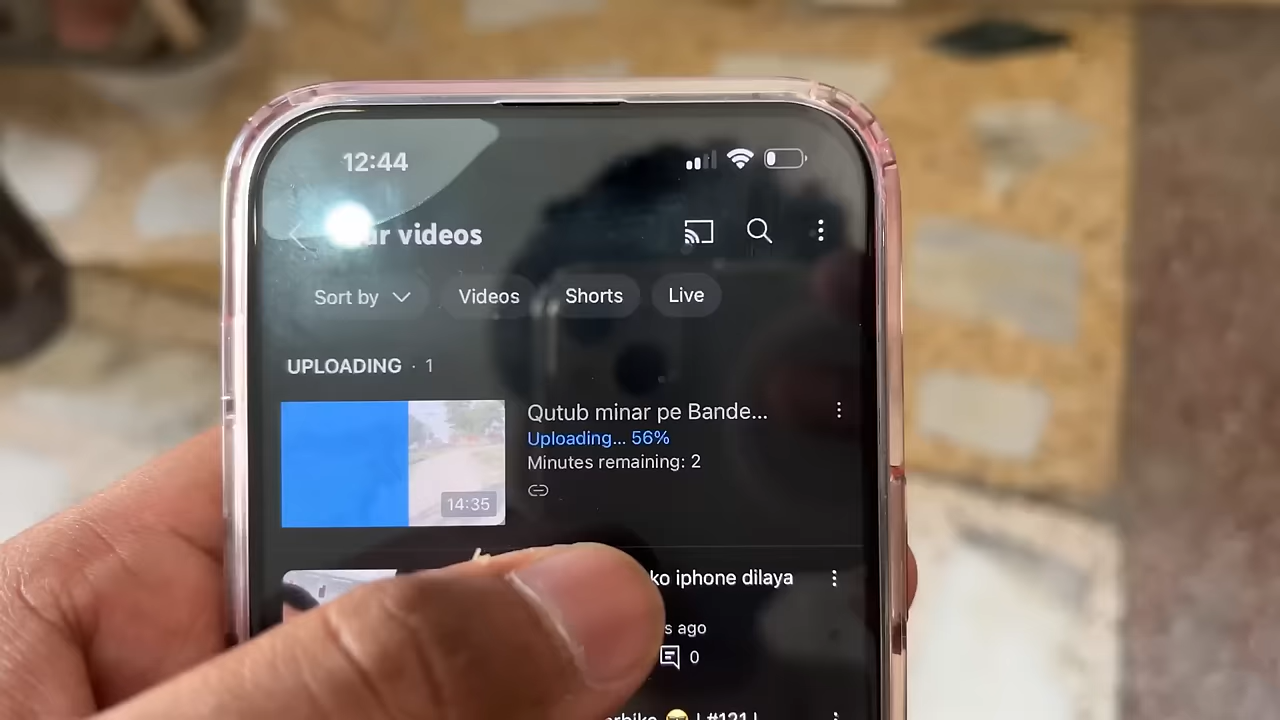 12:44
videos
Sort by
Videos
Shorts
Live
UPLOADING · 1
14:35
Qutub minar pe Bande...
Uploading... 56%
Minutes remaining: 2
ko iphone dilaya
ago
0
#121 |